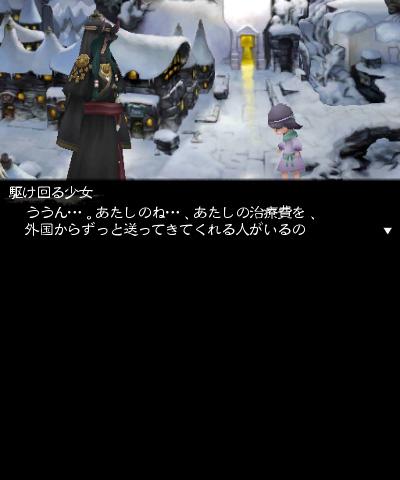 駆け回る少女
ううん…。あたしのね…、あたしの治療費を、
外国からずっと送ってきてくれる人がいるの
▼